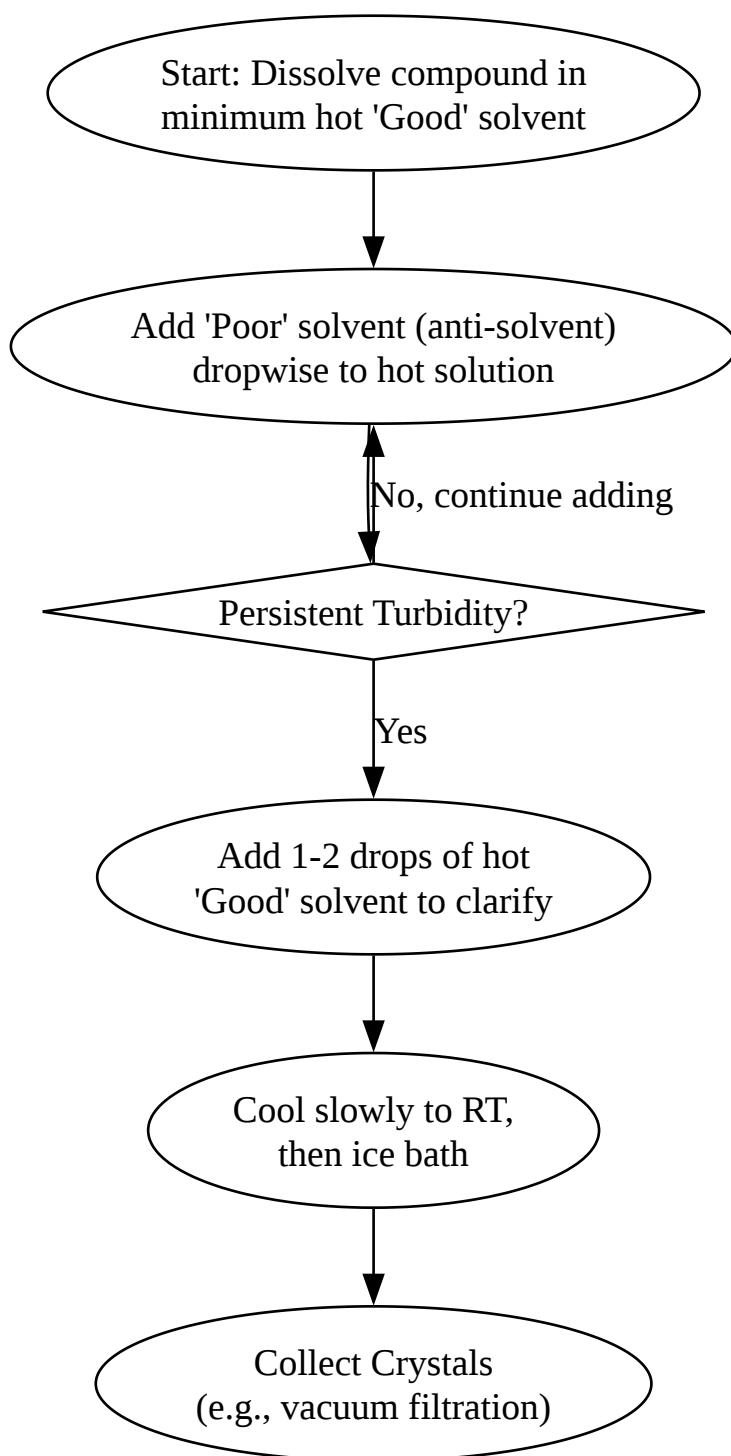 Start: Dissolve compound in
minimum hot 'Good' solvent
Add 'Poor' solvent (anti-solvent)
dropwise to hot solution
No, continue adding
Persistent Turbidity?
Yes
Add 1-2 drops of hot
'Good' solvent to clarify
Cool slowly to RT,
then ice bath
Collect Crystals
(e.g., vacuum filtration)